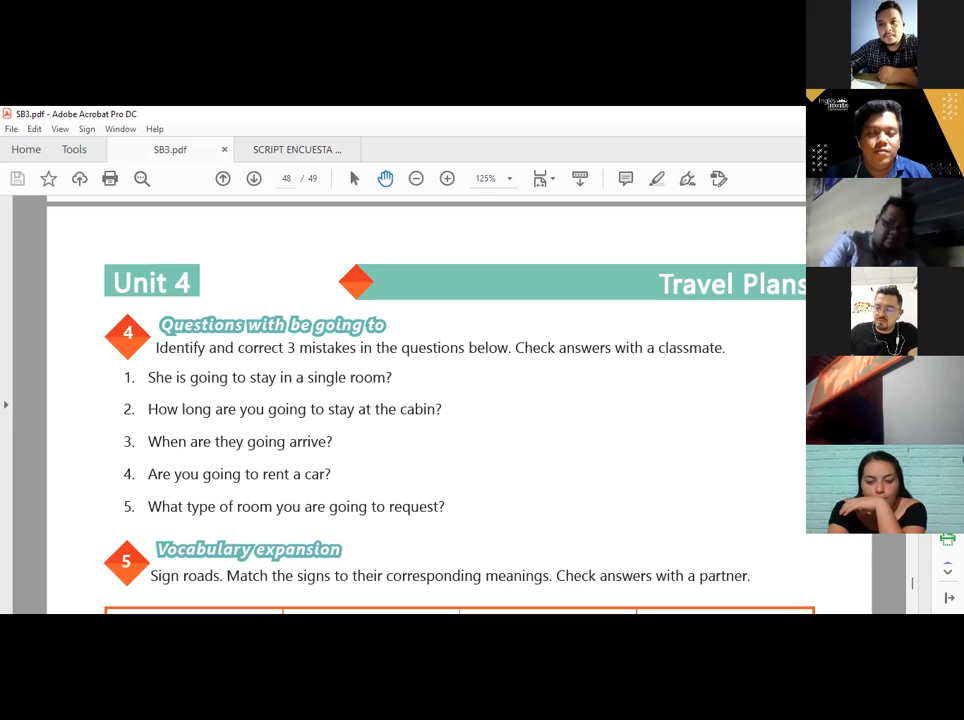 SB3.pdf - Adobe Acrobat Pro DC
File Edit View Sign Window Help
Home Tools SB3.pdf × SCRIPT ENCUESTA ...
48 / 49 125%
Unit 4 Travel Plans
4 Questions with be going to
Identify and correct 3 mistakes in the questions below. Check answers with a classmate.
1. She is going to stay in a single room?
2. How long are you going to stay at the cabin?
3. When are they going arrive?
4. Are you going to rent a car?
5. What type of room you are going to request?
5 Vocabulary expansion
Sign roads. Match the signs to their corresponding meanings. Check answers with a partner.